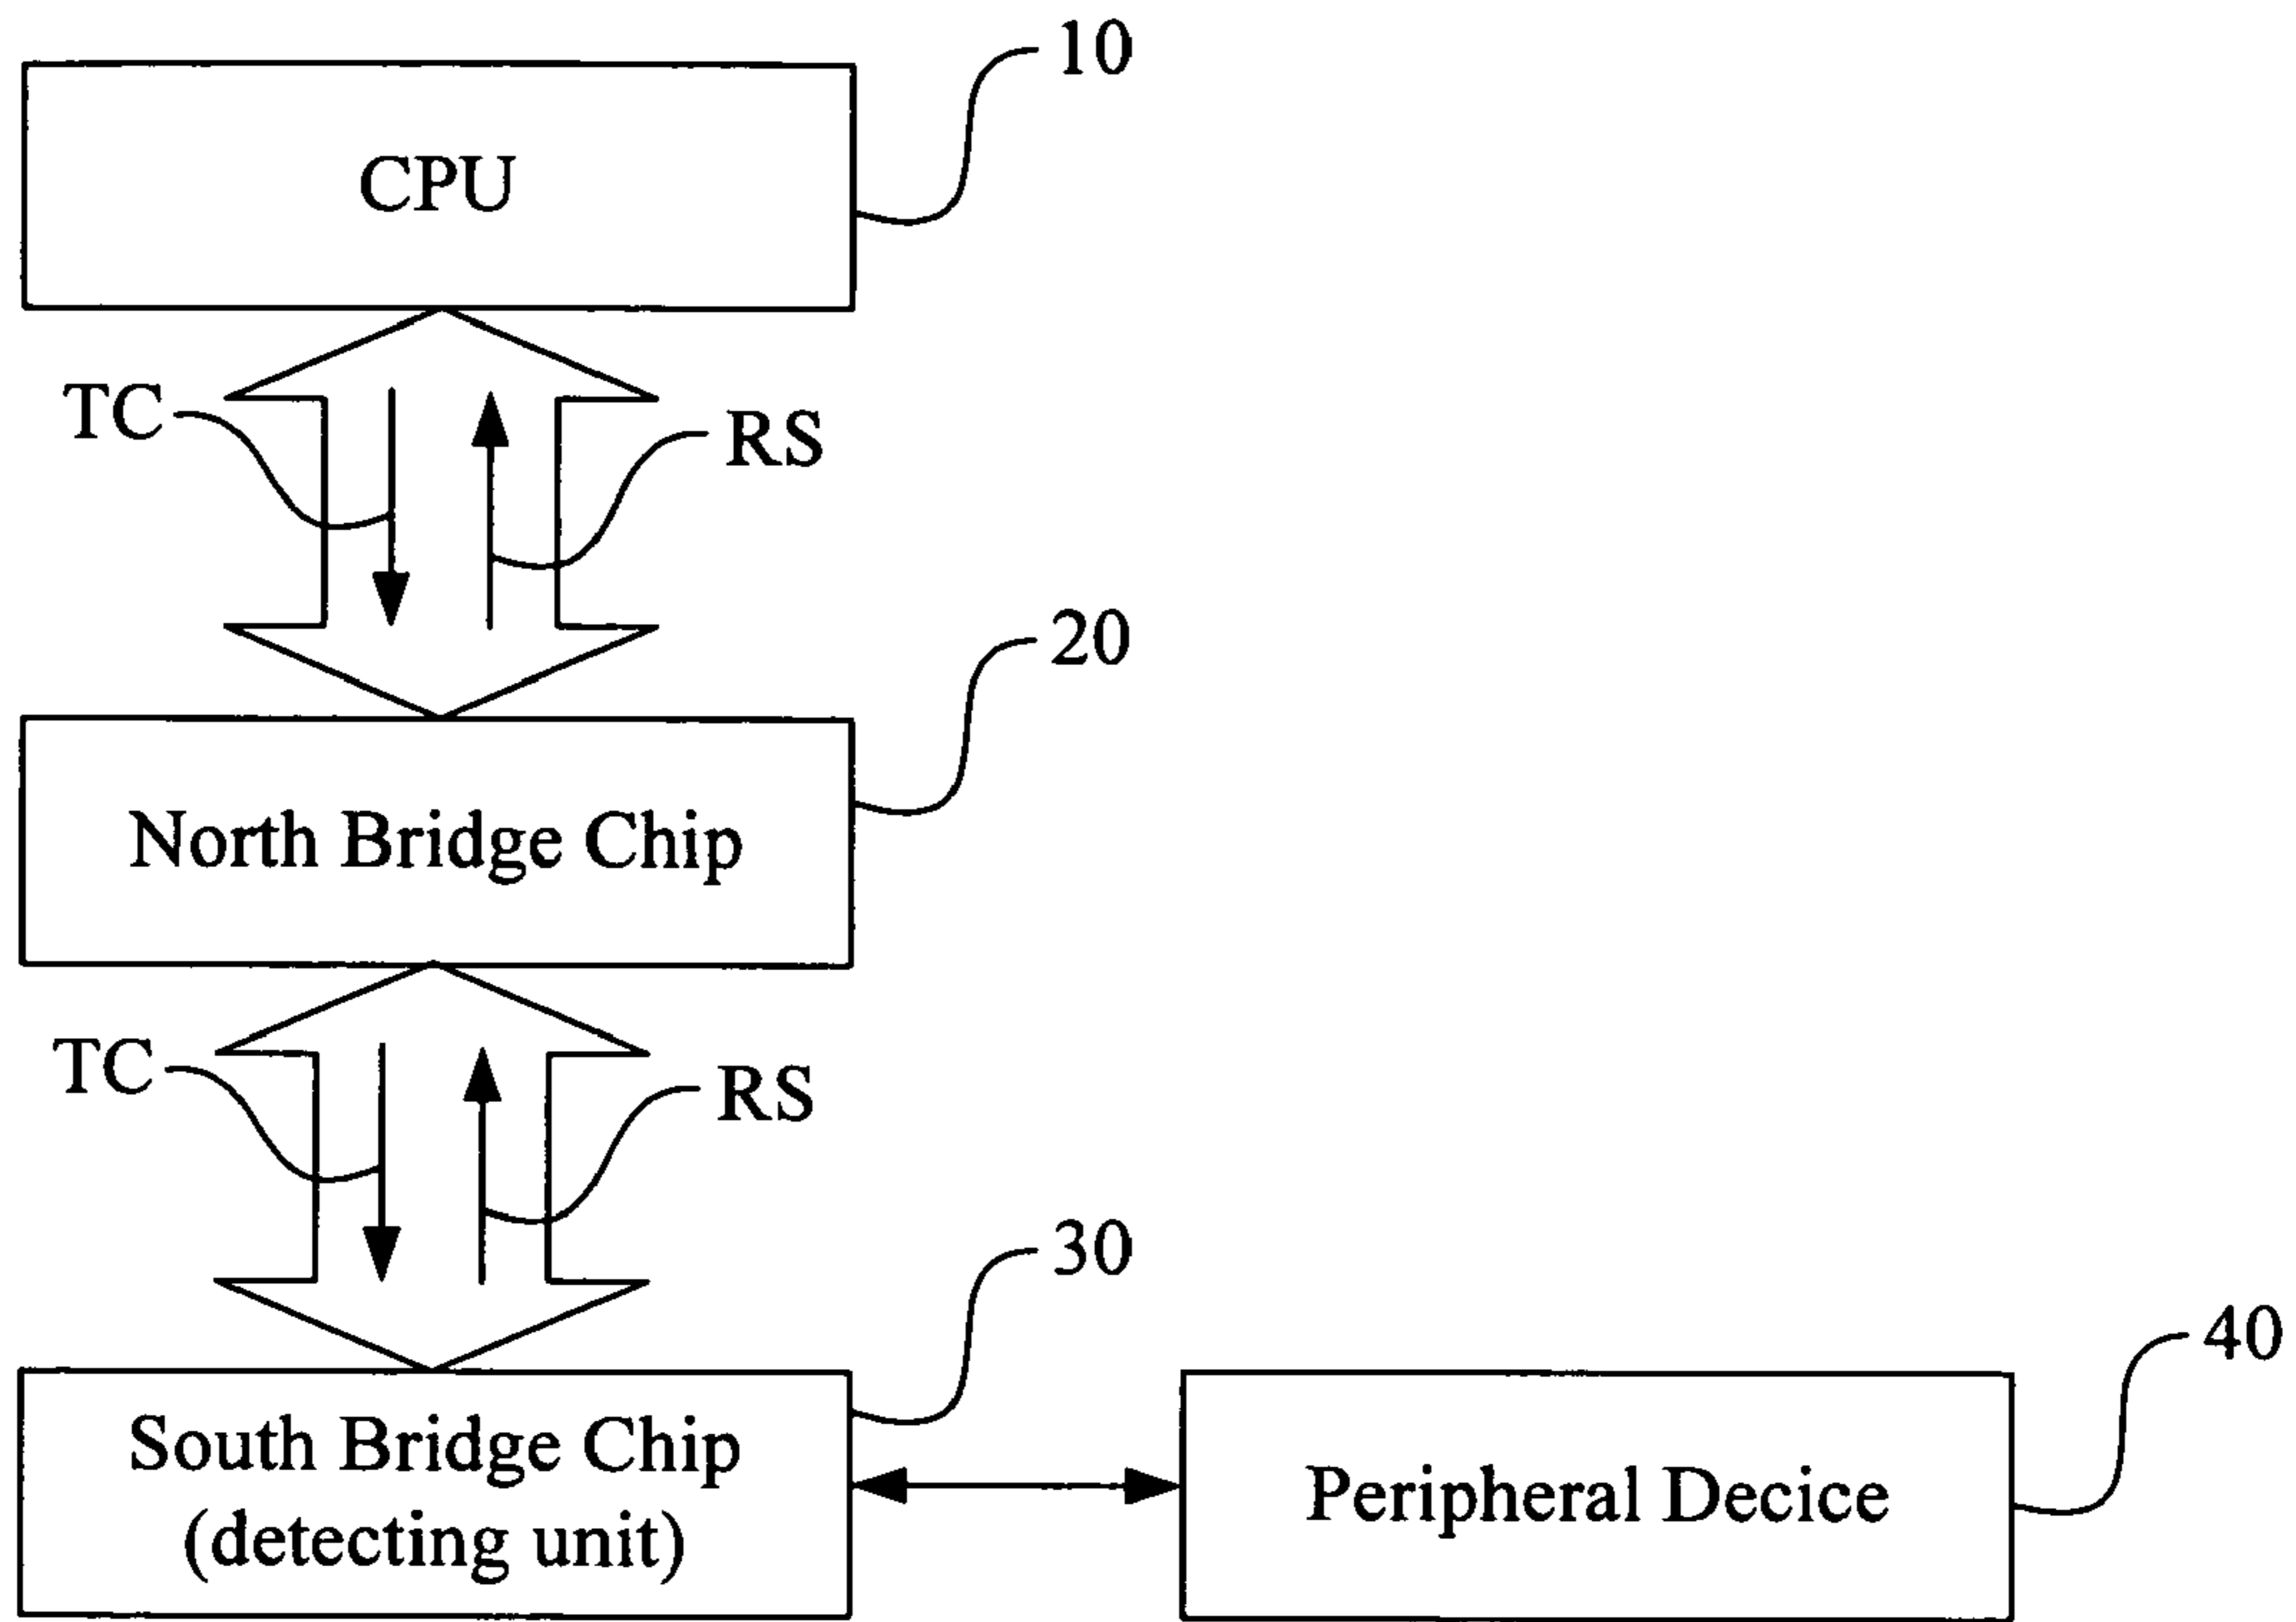 10
CPU
TC
RS
20
North Bridge Chip
TC
RS
30
40
South Bridge Chip
(detecting unit)
Peripheral Decice